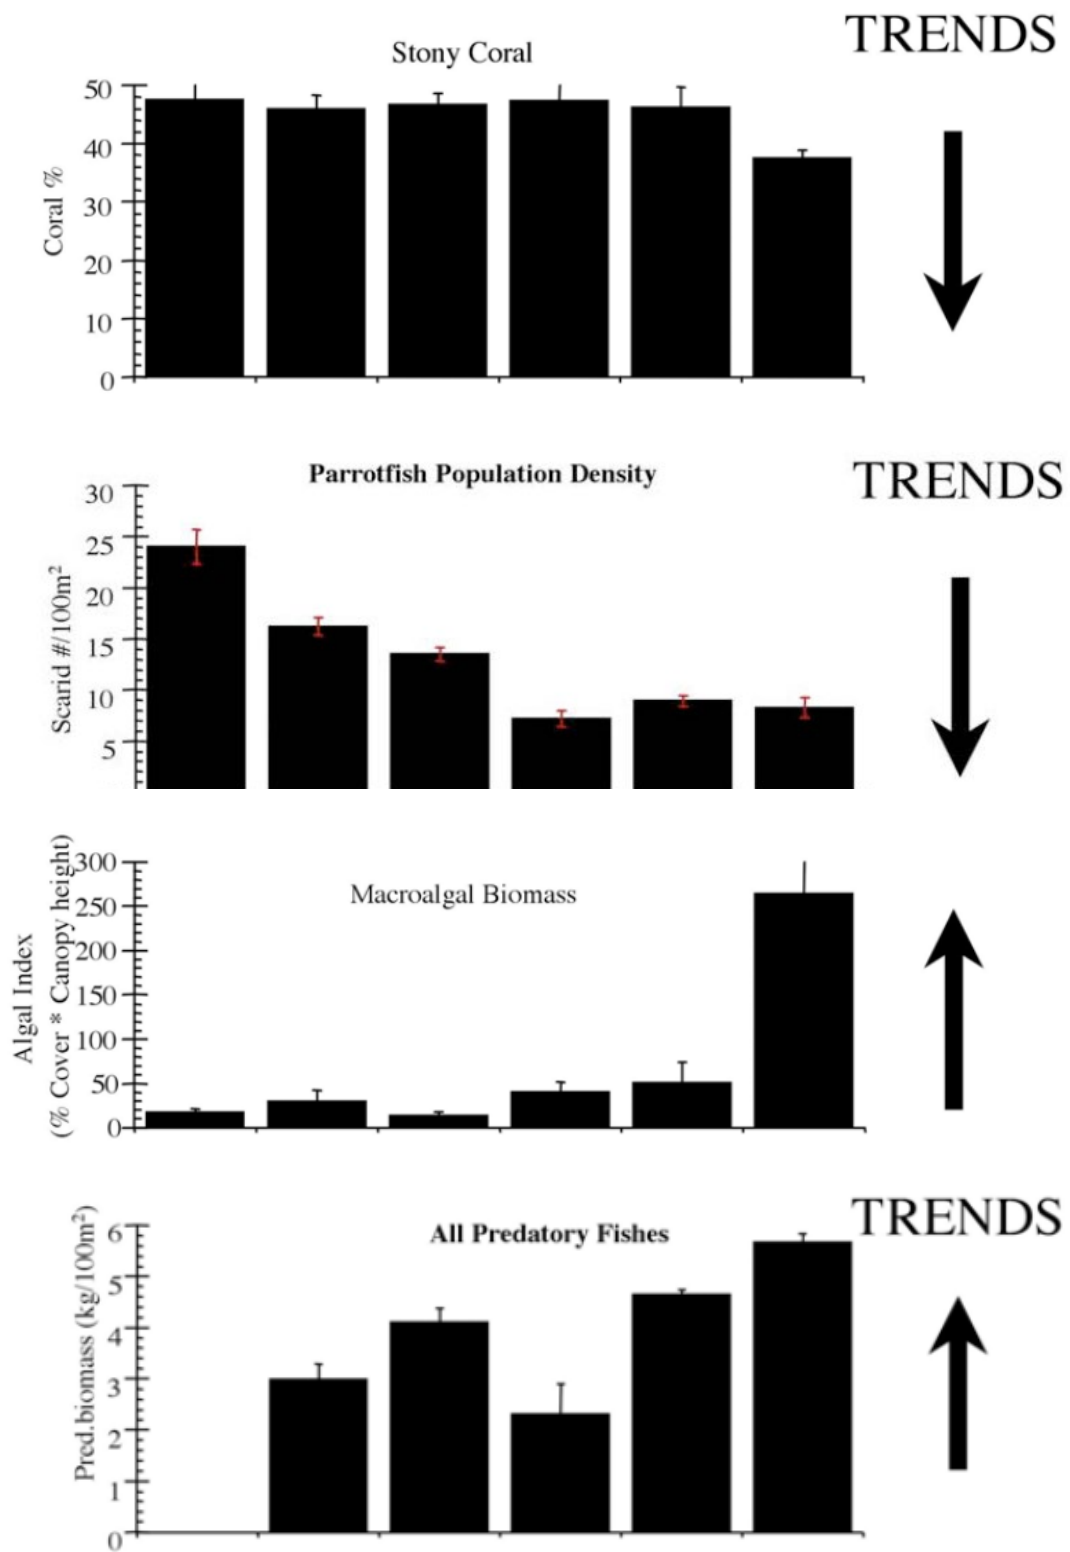 TRENDS
Stony Coral
Coral %
50
40
30
20
10
0
Parrotfish Population Density
TRENDS
Scarid #/100m²
30
25
20
15
10
5
Macroalgal Biomass
Algal Index
(% Cover * Canopy height)
300
250
200
150
100
50
0
All Predatory Fishes
TRENDS
Pred.biomass (kg/100m²)
6
5
4
3
2
1
0